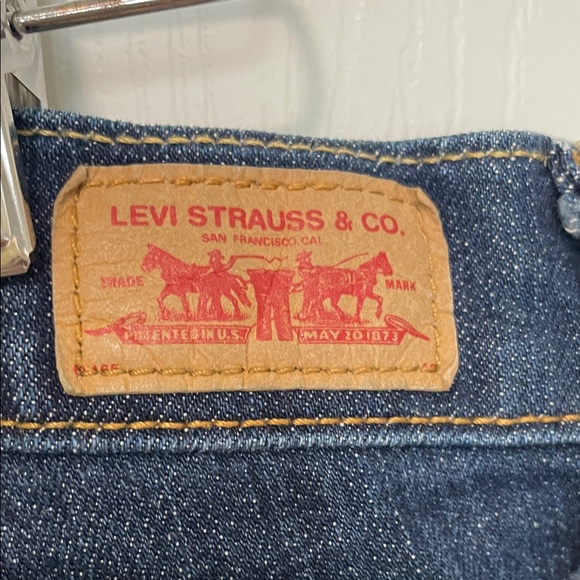 LEVI STRAUSS & CO.
SAN FRANCISCO, CAL.
TRADE MARK
PATENTED IN U.S. MAY 20 1873